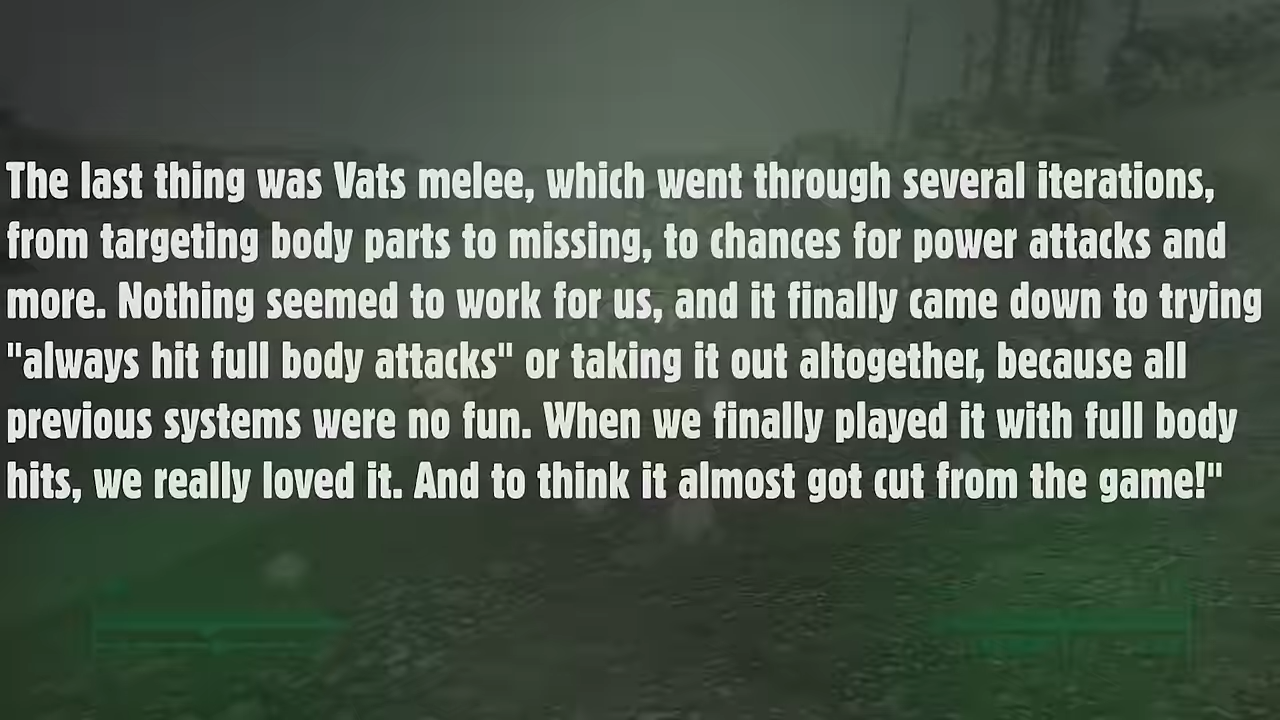 The last thing was Vats melee, which went through several iterations,
from targeting body parts to missing, to chances for power attacks and
more. Nothing seemed to work for us, and it finally came down to trying
"always hit full body attacks" or taking it out altogether, because all
previous systems were no fun. When we finally played it with full body
hits, we really loved it. And to think it almost got cut from the game!"